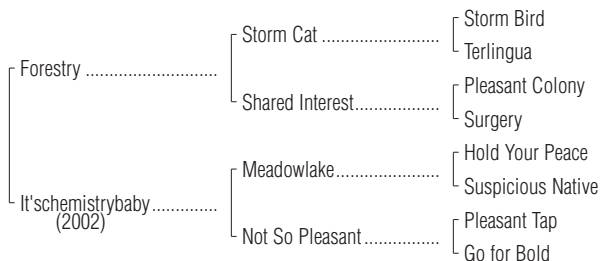 Storm Bird
Storm Cat ........................
Terlingua
Forestry ...........................
Pleasant Colony
Shared Interest.................
Surgery
Hold Your Peace
Meadowlake.....................
Suspicious Native
It'schemistrybaby.............
(2002)
Pleasant Tap
Not So Pleasant ...............
Go for Bold